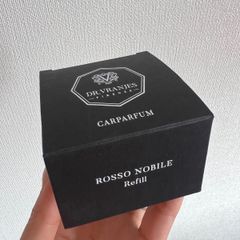 DR.VRANJES
FIRENZE
CARPARFUM
ROSSO NOBILE
Refill